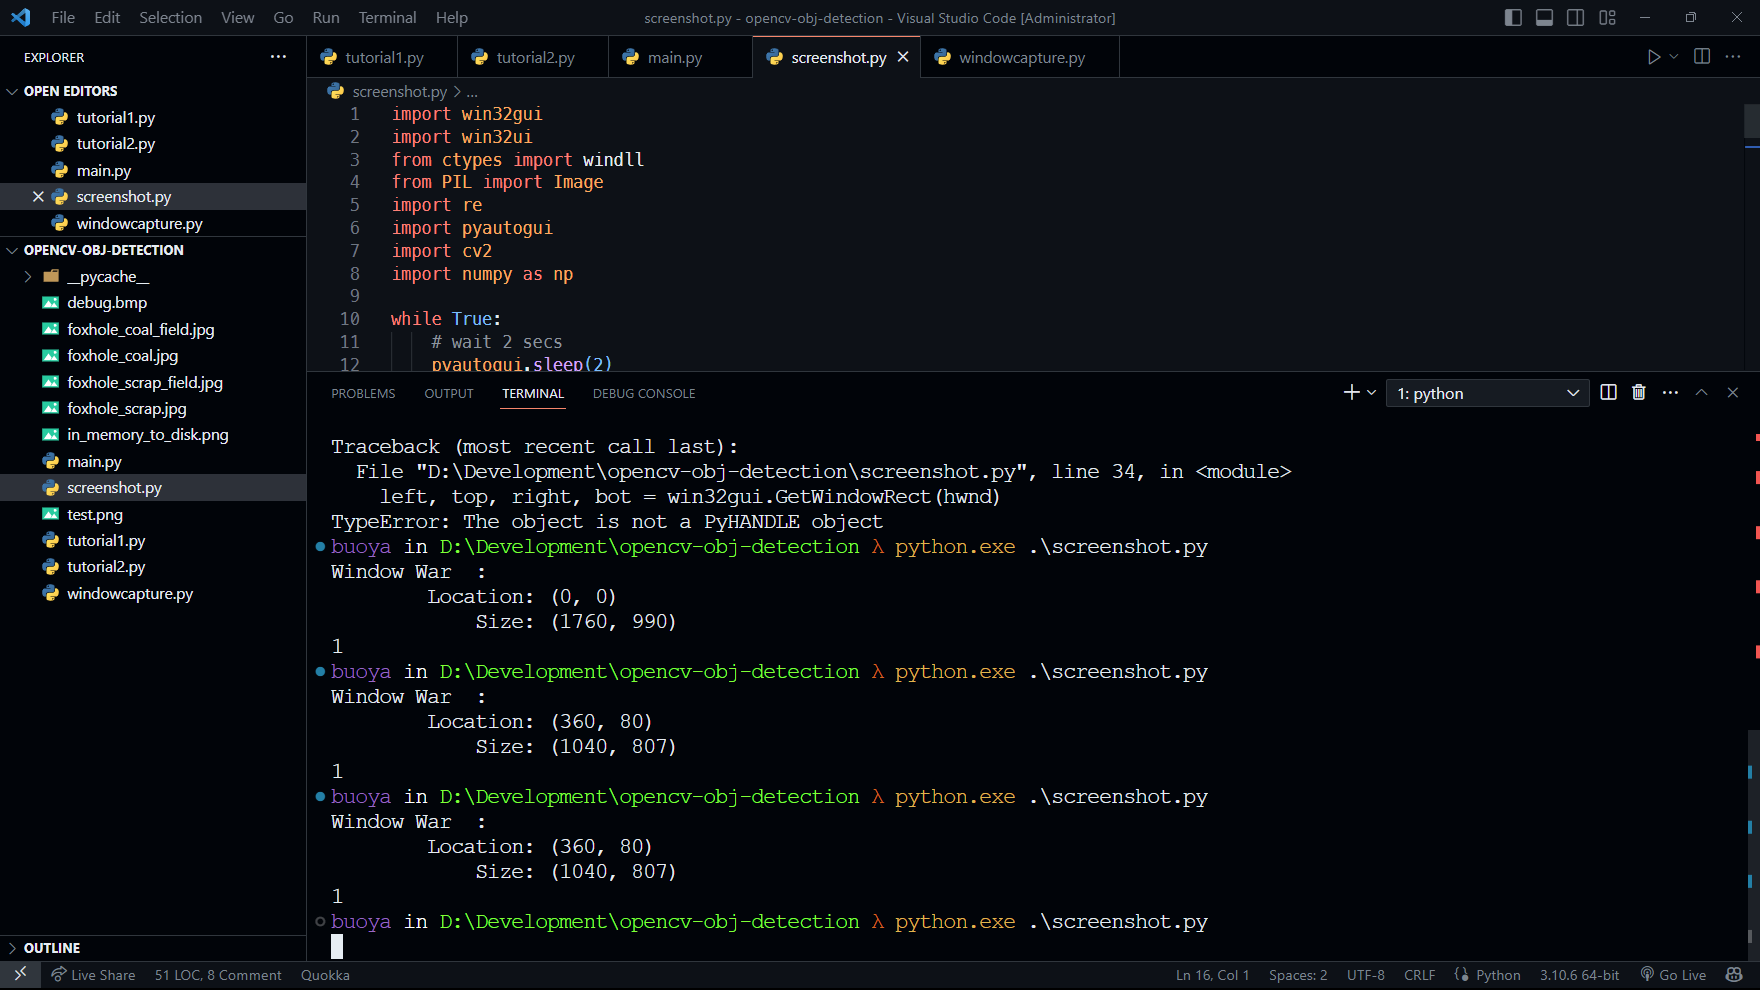 File Edit Selection View Go Run Terminal Help
screenshot.py - opencv-obj-detection - Visual Studio Code [Administrator]
EXPLORER
OPEN EDITORS
tutorial1.py
tutorial2.py
main.py
screenshot.py
windowcapture.py
OPENCV-OBJ-DETECTION
__pycache__
debug.bmp
foxhole_coal_field.jpg
foxhole_coal.jpg
foxhole_scrap_field.jpg
foxhole_scrap.jpg
in_memory_to_disk.png
main.py
screenshot.py
test.png
tutorial1.py
tutorial2.py
windowcapture.py
OUTLINE
tutorial1.py tutorial2.py main.py screenshot.py windowcapture.py
screenshot.py > ...
1 import win32gui
2 import win32ui
3 from ctypes import windll
4 from PIL import Image
5 import re
6 import pyautogui
7 import cv2
8 import numpy as np
9
10 while True:
11 # wait 2 secs
12 pyautogui.sleep(2)
PROBLEMS OUTPUT TERMINAL DEBUG CONSOLE
1: python
Traceback (most recent call last):
File "D:\Development\opencv-obj-detection\screenshot.py", line 34, in <module>
left, top, right, bot = win32gui.GetWindowRect(hwnd)
TypeError: The object is not a PyHANDLE object
buoya in D:\Development\opencv-obj-detection λ python.exe .\screenshot.py
Window War :
Location: (0, 0)
Size: (1760, 990)
1
buoya in D:\Development\opencv-obj-detection λ python.exe .\screenshot.py
Window War :
Location: (360, 80)
Size: (1040, 807)
1
buoya in D:\Development\opencv-obj-detection λ python.exe .\screenshot.py
Window War :
Location: (360, 80)
Size: (1040, 807)
1
buoya in D:\Development\opencv-obj-detection λ python.exe .\screenshot.py
Live Share 51 LOC, 8 Comment Quokka
Ln 16, Col 1 Spaces: 2 UTF-8 CRLF Python 3.10.6 64-bit Go Live